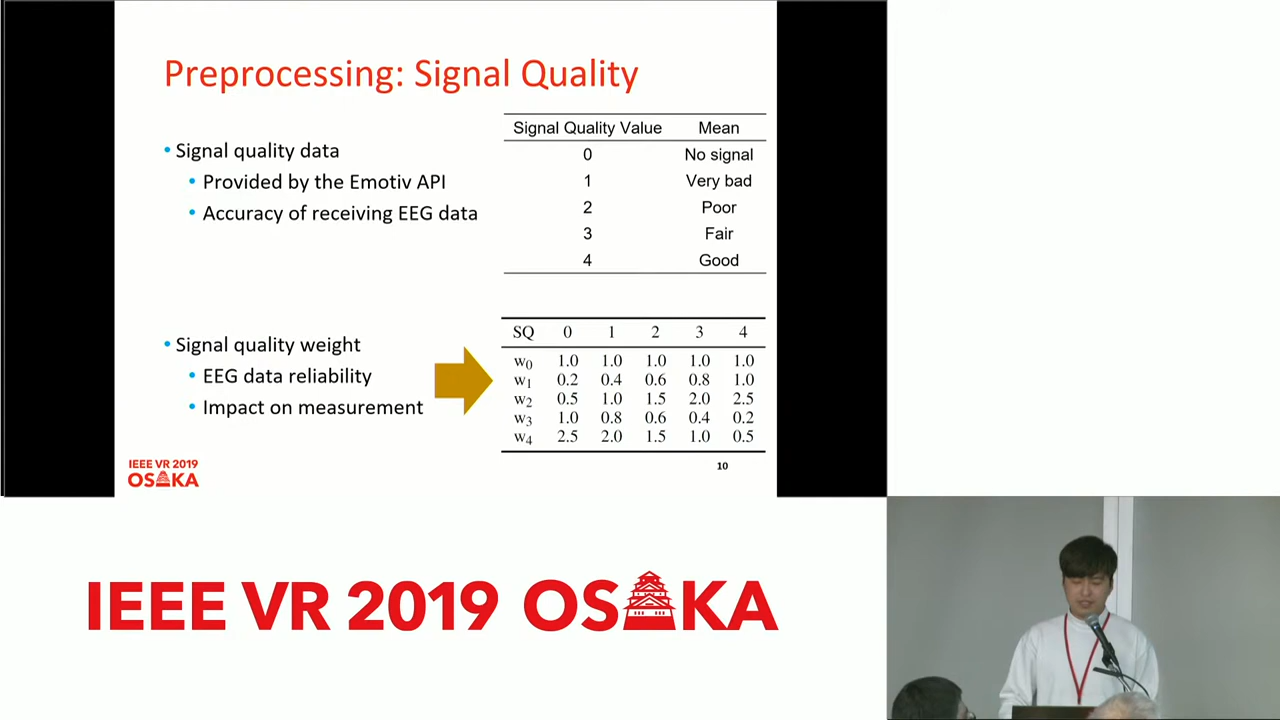 Preprocessing: Signal Quality
• Signal quality data
• Provided by the Emotiv API
• Accuracy of receiving EEG data
Signal Quality Value Mean
0 No signal
1 Very bad
2 Poor
3 Fair
4 Good
• Signal quality weight
• EEG data reliability
• Impact on measurement
SQ 0 1 2 3 4
w0 1.0 1.0 1.0 1.0 1.0
w1 0.2 0.4 0.6 0.8 1.0
w2 0.5 1.0 1.5 2.0 2.5
w3 1.0 0.8 0.6 0.4 0.2
w4 2.5 2.0 1.5 1.0 0.5
IEEE VR 2019
OSAKA
10
IEEE VR 2019 OSAKA